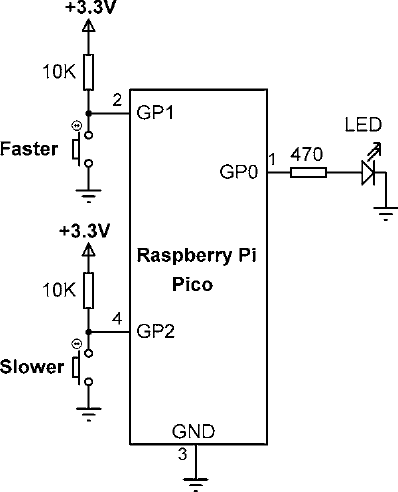 +3.3V
10K
2
GP1
Faster
LED
1
470
GP0
+3.3V
Raspberry Pi
Pico
10K
4
GP2
Slower
GND
3